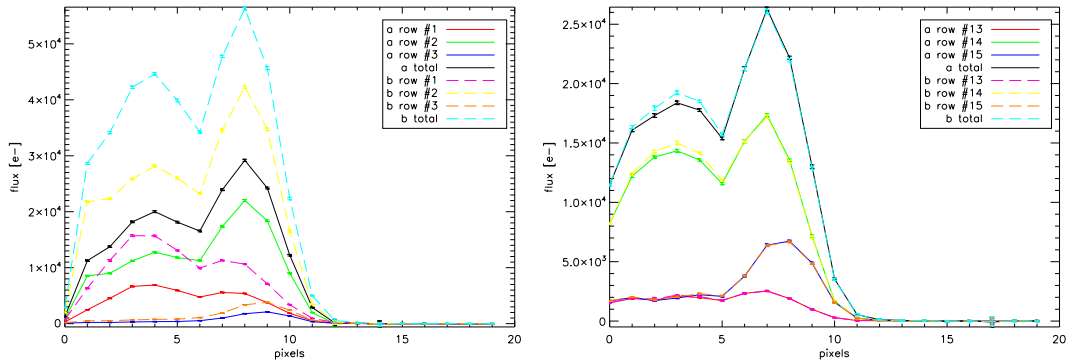 5×10⁴
4×10⁴
3×10⁴
2×10⁴
1×10⁴
0
flux [e-]
0
5
10
15
20
pixels
a row #1
a row #2
a row #3
a total
b row #1
b row #2
b row #3
b total
2.5×10⁴
2.0×10⁴
1.5×10⁴
1.0×10⁴
5.0×10³
0
flux [e-]
0
5
10
15
20
pixels
a row #13
a row #14
a row #15
a total
b row #13
b row #14
b row #15
b total